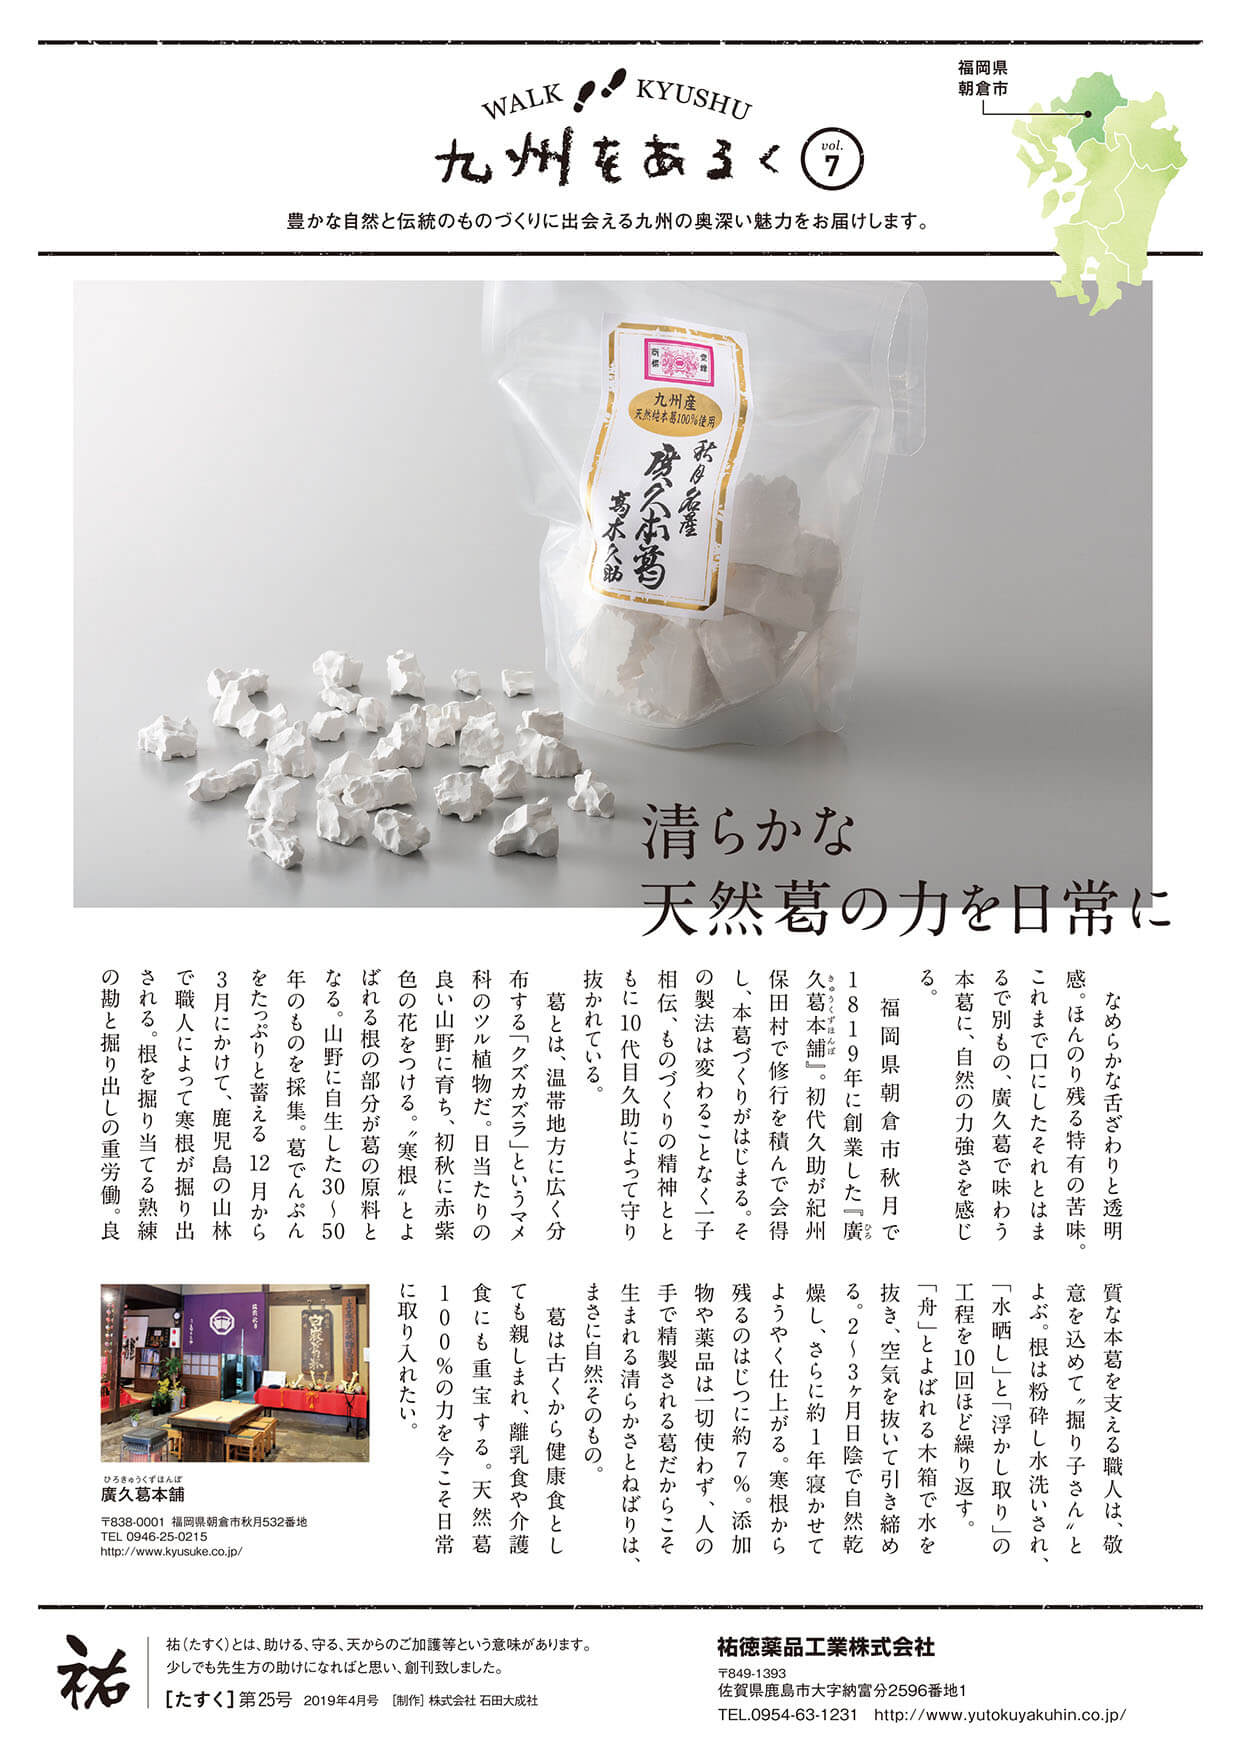 福岡県
朝倉市
WALK KYUSHU
九州をあるく vol. 7
豊かな自然と伝統のものづくりに出会える九州の奥深い魅力をお届けします。
九州産
天然純本葛100%使用
秋月名産
廣久本葛
高木久助
清らかな
天然葛の力を日常に
なめらかな舌ざわりと透明
感。ほんのり残る特有の苦味。
これまで口にしたそれとはま
るで別もの、廣久葛で味わう
本葛に、自然の力強さを感じ
る。
福岡県朝倉市秋月で
1819年に創業した『廣
久葛本舗』。初代久助が紀州
保田村で修行を積んで会得
し、本葛づくりがはじまる。そ
の製法は変わることなく一子
相伝、ものづくりの精神とと
もに10代目久助によって守り
抜かれている。
葛とは、温帯地方に広く分
布する「クズカズラ」というマメ
科のツル植物だ。日当たりの
良い山野に育ち、初秋に赤紫
色の花をつける。〝寒根〟とよ
ばれる根の部分が葛の原料と
なる。山野に自生した30〜50
年のものを採集。葛でんぷん
をたっぷりと蓄える12月から
3月にかけて、鹿児島の山林
で職人によって寒根が掘り出
される。根を掘り当てる熟練
の勘と掘り出しの重労働。良
質な本葛を支える職人は、敬
意を込めて〝掘り子さん〟と
よぶ。根は粉砕し水洗いされ、
「水晒し」と「浮かし取り」の
工程を10回ほど繰り返す。
「舟」とよばれる木箱で水を
抜き、空気を抜いて引き締め
る。2〜3ヶ月日陰で自然乾
燥し、さらに約1年寝かせて
ようやく仕上がる。寒根から
残るのはじつに約7%。添加
物や薬品は一切使わず、人の
手で精製される葛だからこそ
生まれる清らかさとねばりは、
まさに自然そのもの。
葛は古くから健康食とし
ても親しまれ、離乳食や介護
食にも重宝する。天然葛
100%の力を今こそ日常
に取り入れたい。
ひろきゅうくずほんぽ
廣久葛本舗
〒838-0001 福岡県朝倉市秋月532番地
TEL 0946-25-0215
http://www.kyusuke.co.jp/
祐
祐（たすく）とは、助ける、守る、天からのご加護等という意味があります。
少しでも先生方の助けになればと思い、創刊致しました。
［たすく］第25号 2019年4月号 ［制作］株式会社 石田大成社
祐徳薬品工業株式会社
〒849-1393
佐賀県鹿島市大字納富分2596番地1
TEL.0954-63-1231 http://www.yutokuyakuhin.co.jp/